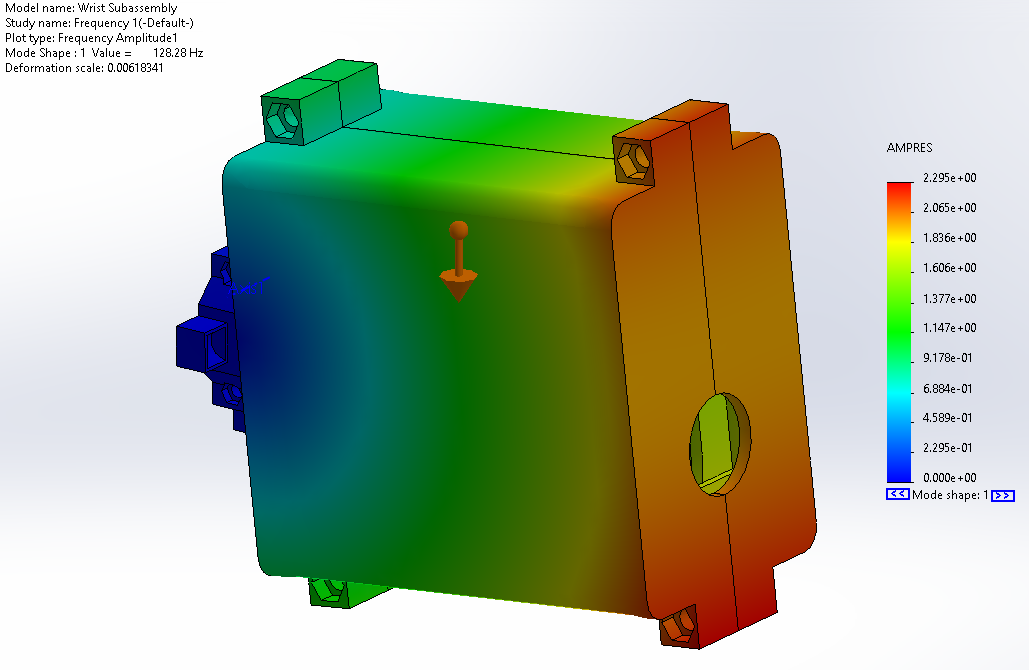 Model name: Wrist Subassembly
Study name: Frequency 1(-Default-)
Plot type: Frequency Amplitude1
Mode Shape : 1 Value = 128.28 Hz
Deformation scale: 0.00618341
AMPRES
2.295e+00
2.065e+00
1.836e+00
1.606e+00
1.377e+00
1.147e+00
9.178e-01
6.884e-01
4.589e-01
2.295e-01
0.000e+00
<< Mode shape: 1 >>